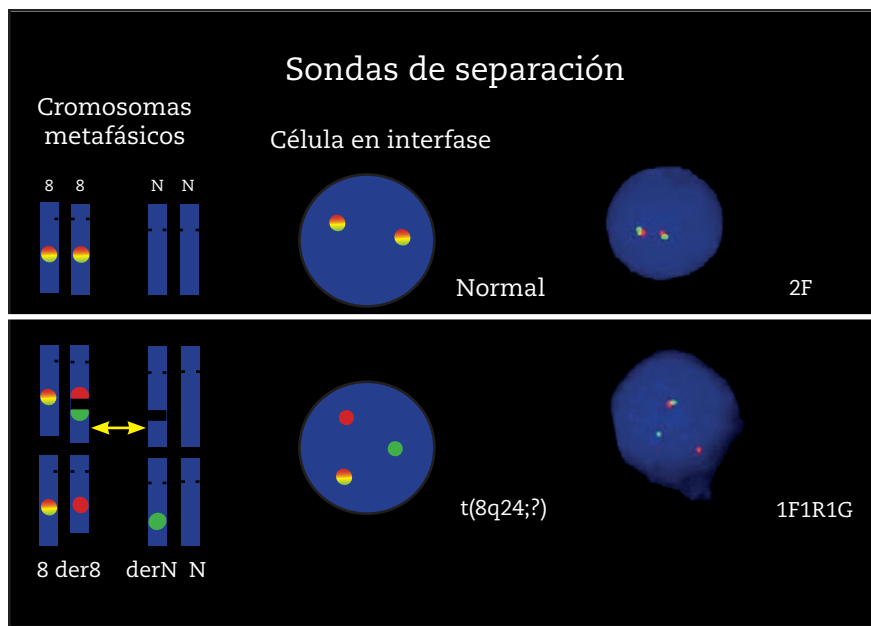 Sondas de separación
Cromosomas
metafásicos
Célula en interfase
8 8 N N
Normal
2F
t(8q24;?)
1F1R1G
8 der8 derN N